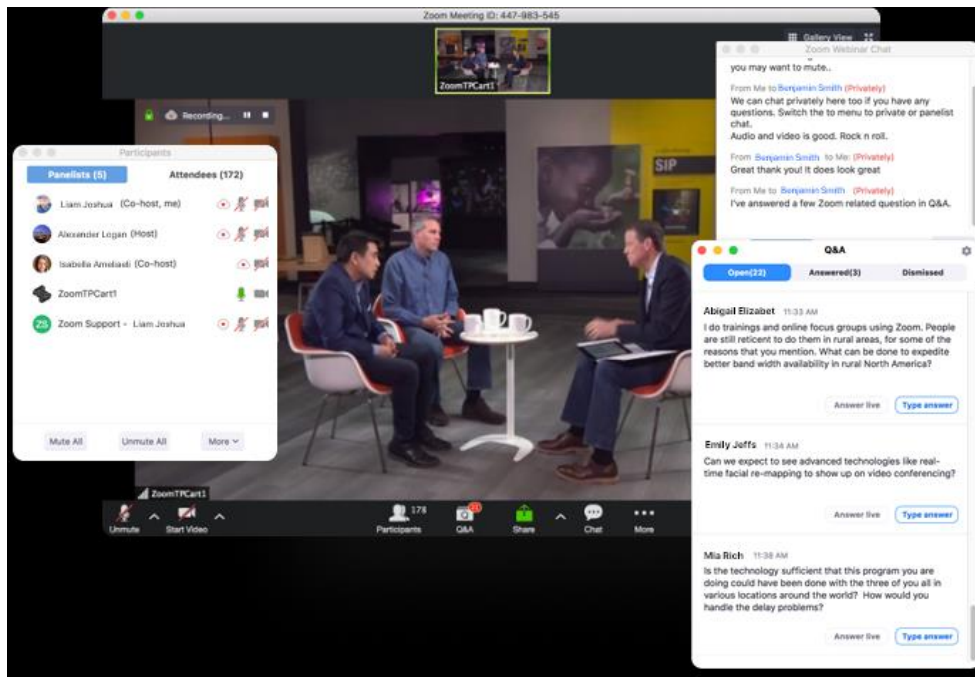 Zoom Meeting ID: 447-983-545
Gallery View
ZoomTPCart1
Recording...
SIP
Participants
Panelists (5)
Attendees (172)
Liam Joshua (Co-host, me)
Alexander Logan (Host)
Isabella Ameliaeli (Co-host)
ZoomTPCart1
ZS Zoom Support - Liam Joshua
Mute All
Unmute All
More
ZoomTPCart1
Unmute
Start Video
Participants
178
Q&A
Share
Chat
More
Zoom Webinar Chat
you may want to mute..
From Me to Benjamin Smith (Privately)
We can chat privately here too if you have any
questions. Switch the to menu to private or panelist
chat.
Audio and video is good. Rock n roll.
From Benjamin Smith to Me: (Privately)
Great thank you! It does look great
From Me to Benjamin Smith (Privately)
I've answered a few Zoom related question in Q&A.
Q&A
Open(22)
Answered(3)
Dismissed
Abigail Elizabet 11:33 AM
I do trainings and online focus groups using Zoom. People
are still reticent to do them in rural areas, for some of the
reasons that you mention. What can be done to expedite
better band width availability in rural North America?
Answer live
Type answer
Emily Jeffs 11:34 AM
Can we expect to see advanced technologies like real-
time facial re-mapping to show up on video conferencing?
Answer live
Type answer
Mia Rich 11:38 AM
Is the technology sufficient that this program you are
doing could have been done with the three of you all in
various locations around the world? How would you
handle the delay problems?
Answer live
Type answer